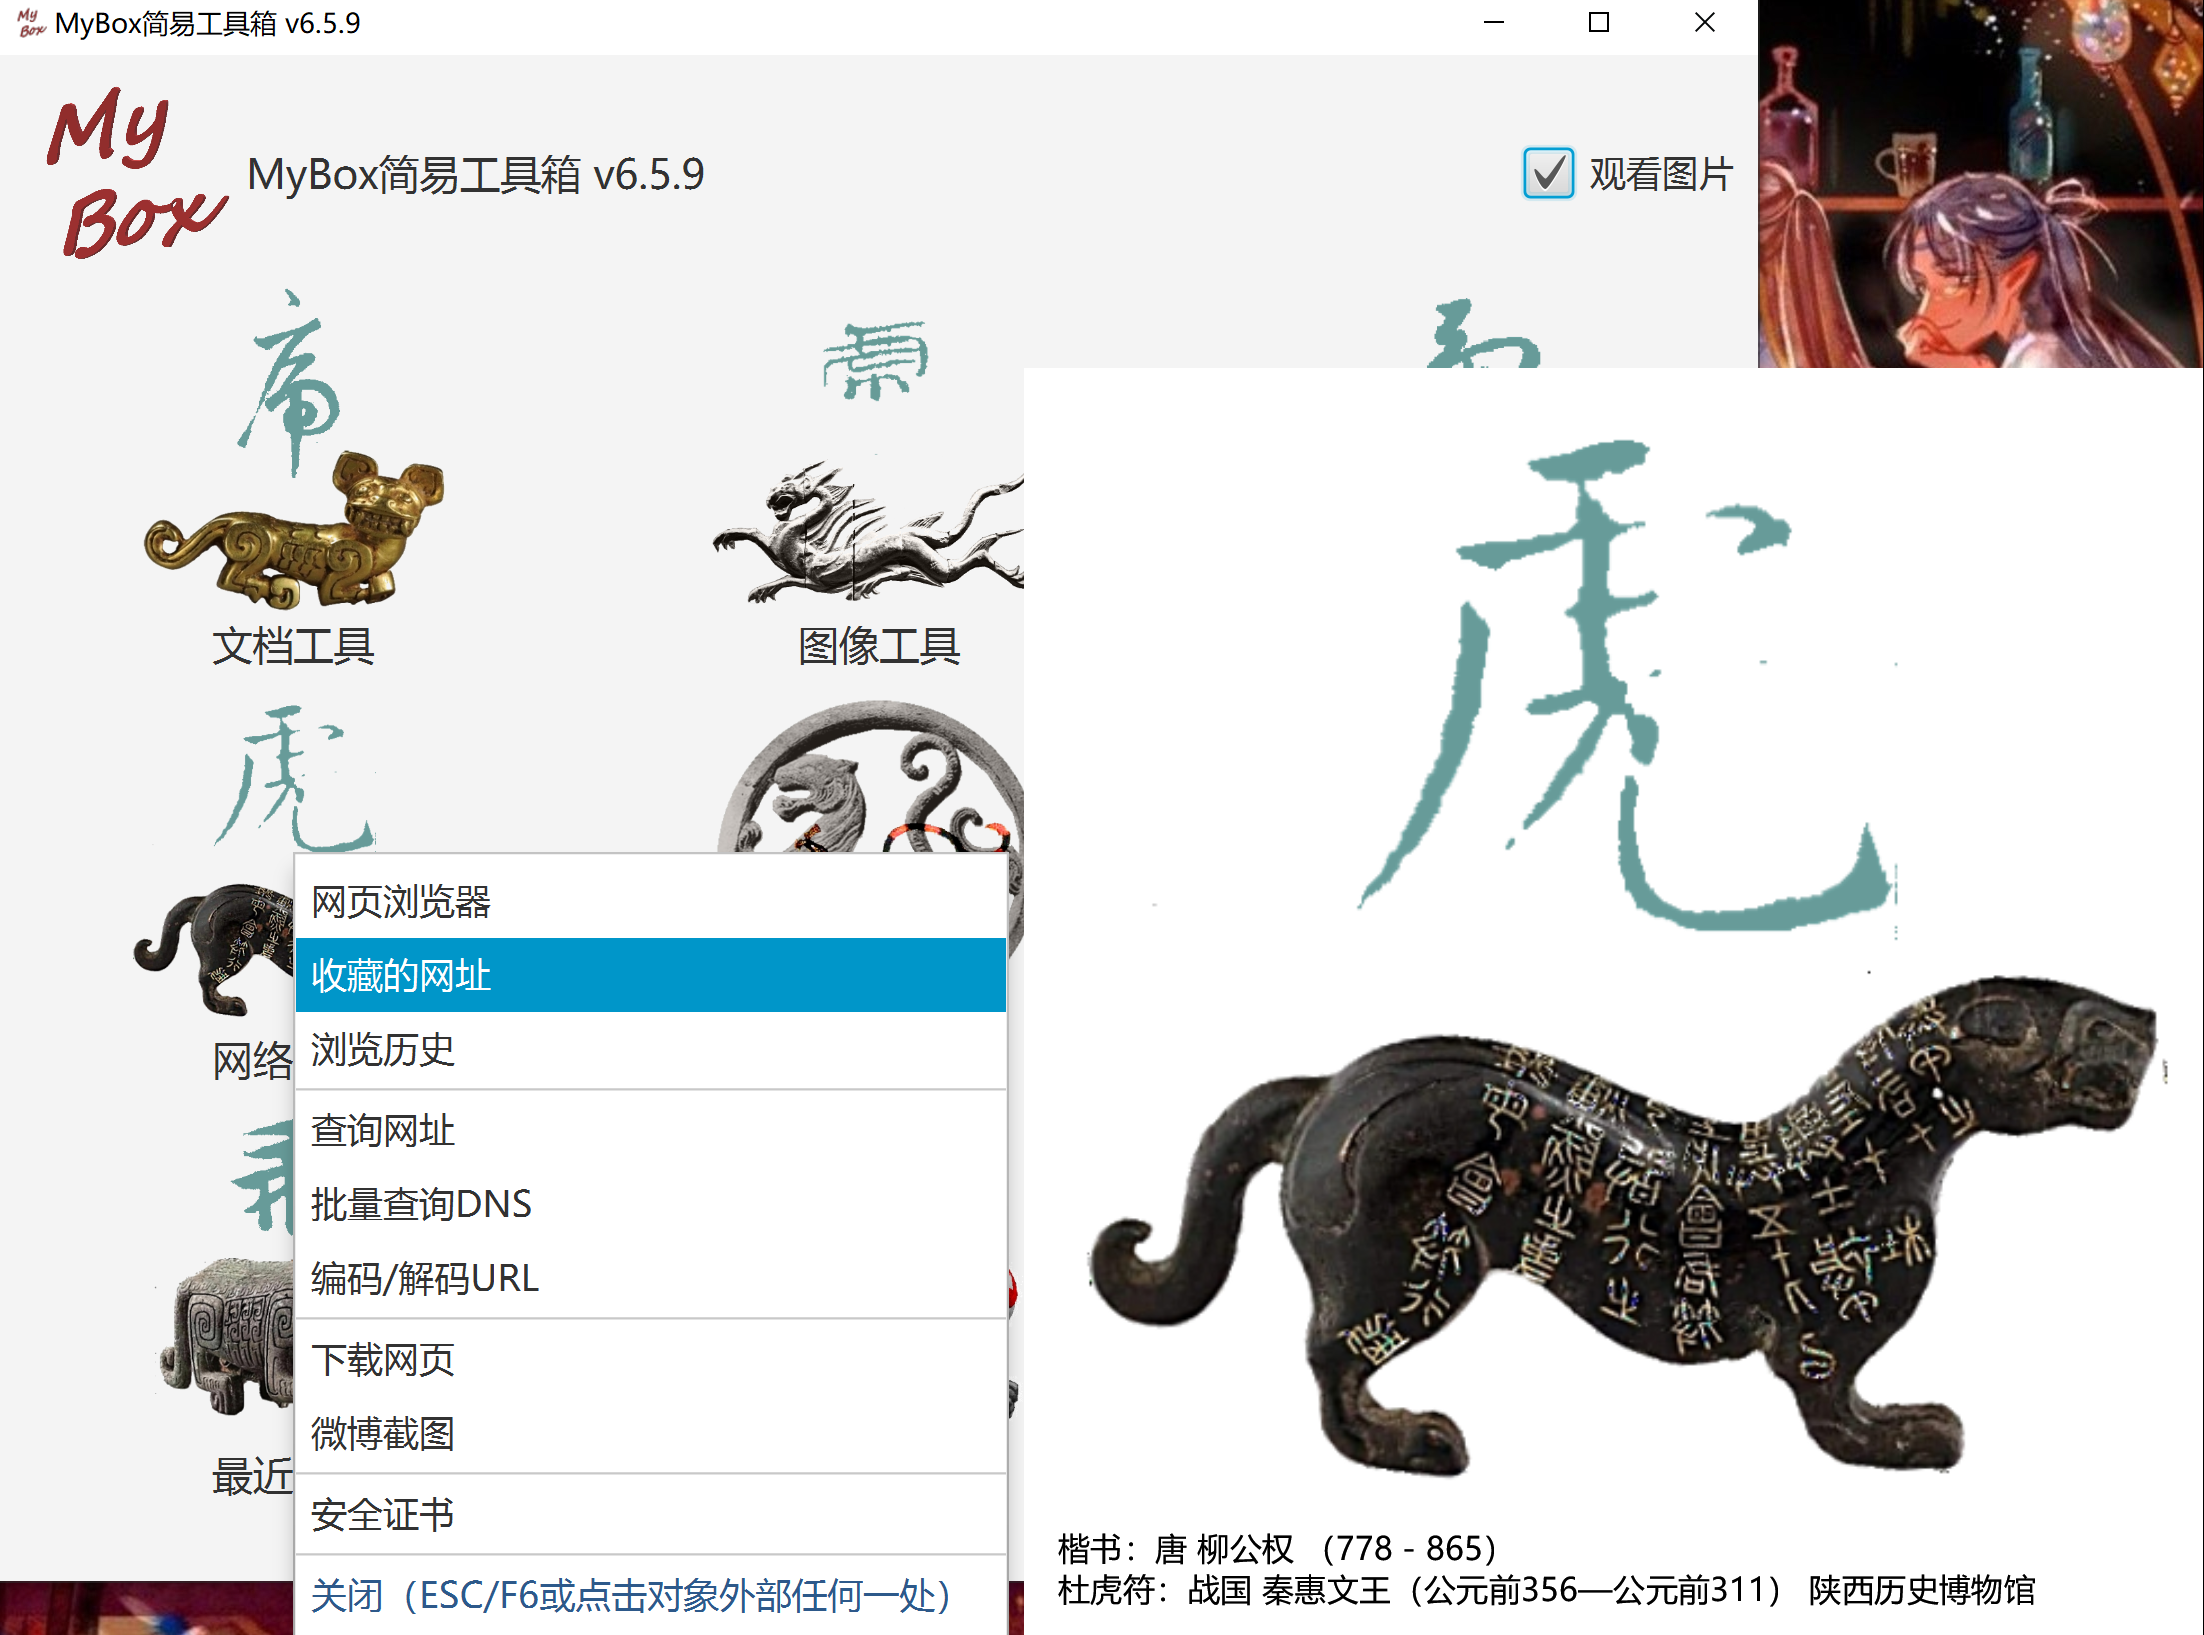 MyBox简易工具箱 v6.5.9
My
Box
MyBox简易工具箱 v6.5.9
观看图片
文档工具
图像工具
虎
网络
最近
网页浏览器
收藏的网址
浏览历史
查询网址
批量查询DNS
编码/解码URL
下载网页
微博截图
安全证书
关闭（ESC/F6或点击对象外部任何一处）
虎
楷书：唐 柳公权 （778 - 865）
杜虎符：战国 秦惠文王（公元前356—公元前311） 陕西历史博物馆